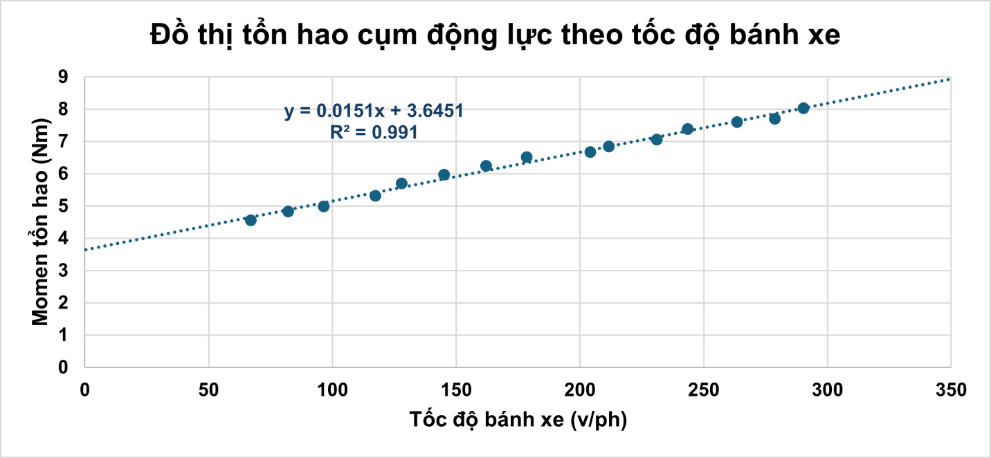 Đồ thị tổn hao cụm động lực theo tốc độ bánh xe
y = 0.0151x + 3.6451
R² = 0.991
Momen tổn hao (Nm)
9
8
7
6
5
4
3
2
1
0
0 50 100 150 200 250 300 350
Tốc độ bánh xe (v/ph)